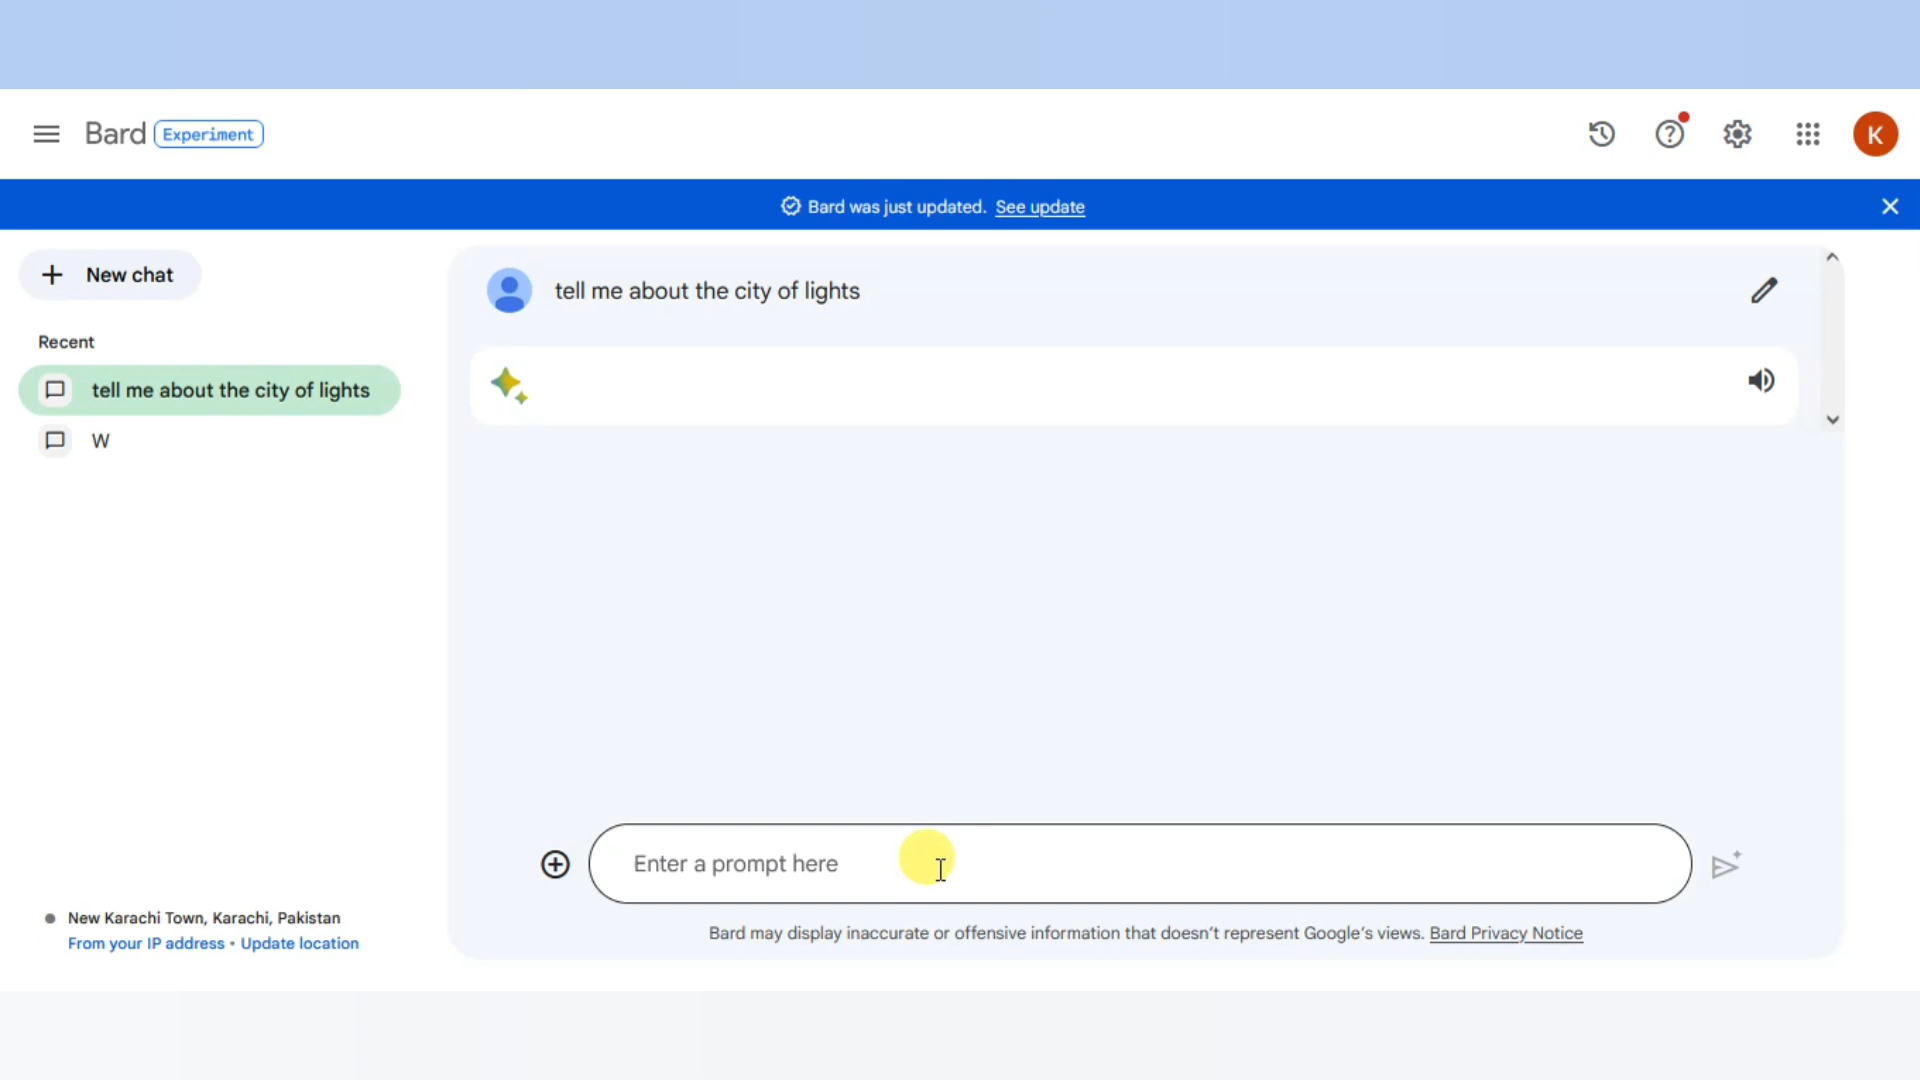 Bard Experiment
K
Bard was just updated. See update
New chat
tell me about the city of lights
Recent
tell me about the city of lights
W
Enter a prompt here
New Karachi Town, Karachi, Pakistan
From your IP address • Update location
Bard may display inaccurate or offensive information that doesn't represent Google's views. Bard Privacy Notice